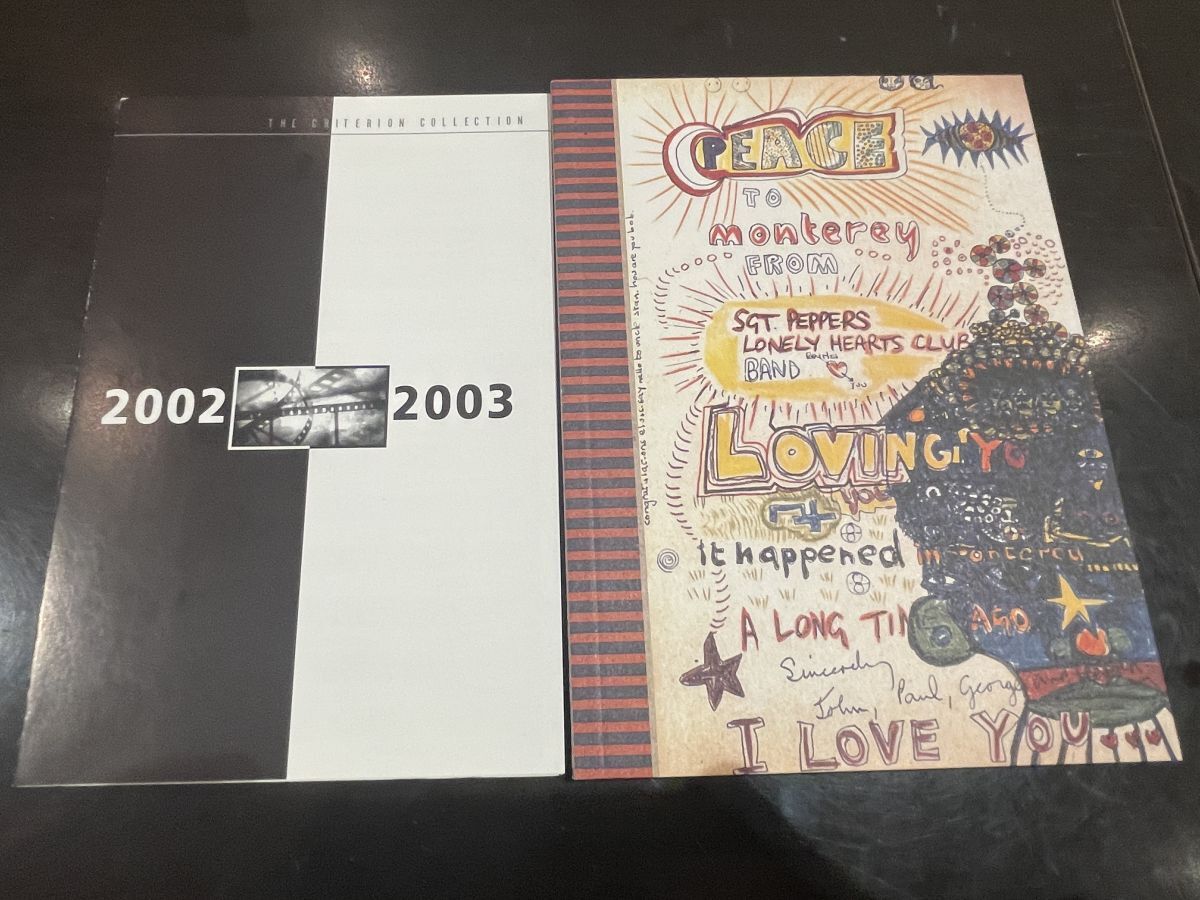 THE CRITERION COLLECTION
2002 2003
PEACE
TO
monterey
FROM
SGT. PEPPERS
LONELY HEARTS CLUB
BAND
you
LOVING YO
you
it happened in monterey
A LONG TIME AGO
Sincerely
John, Paul, George
I LOVE YOU